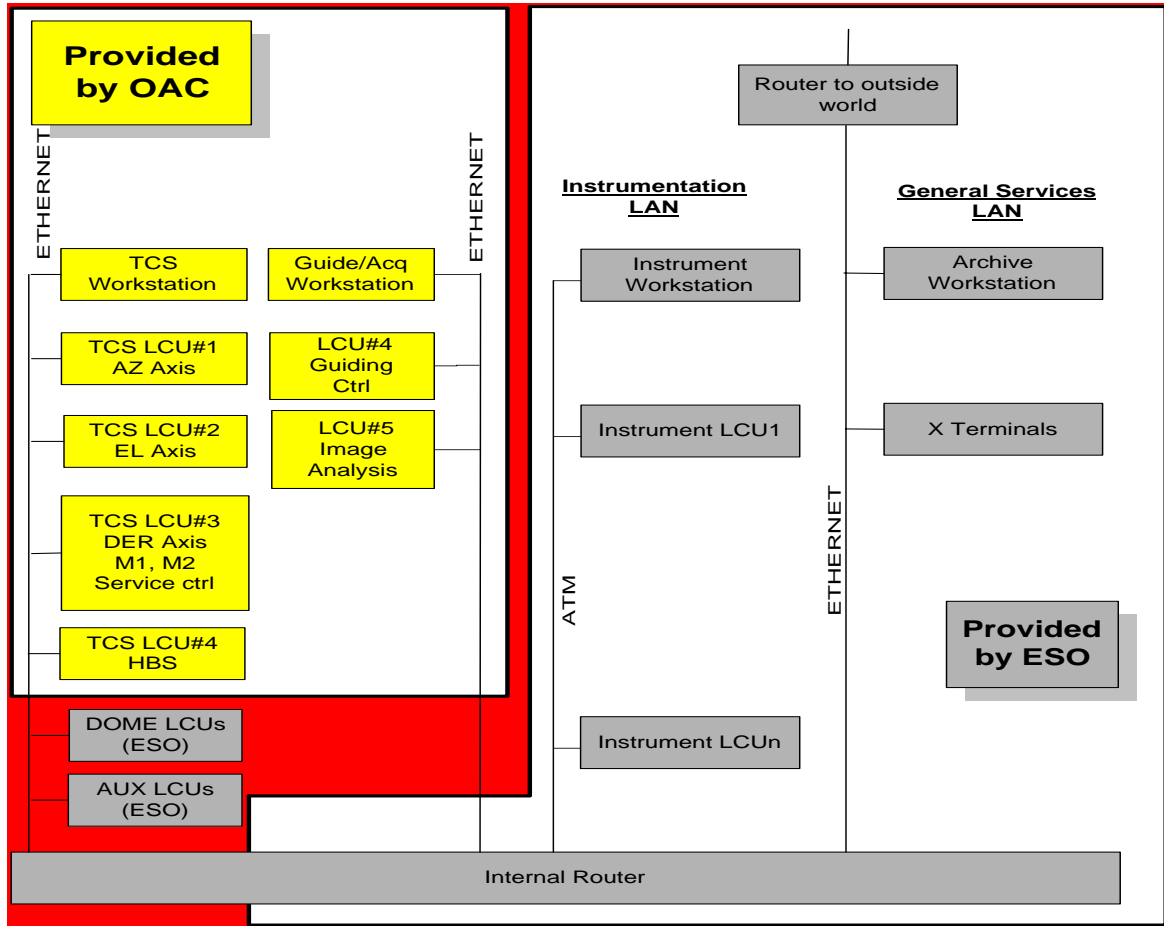 Provided
by OAC
ETHERNET
ETHERNET
TCS
Workstation
Guide/Acq
Workstation
TCS LCU#1
AZ Axis
LCU#4
Guiding
Ctrl
TCS LCU#2
EL Axis
LCU#5
Image
Analysis
TCS LCU#3
DER Axis
M1, M2
Service ctrl
TCS LCU#4
HBS
DOME LCUs
(ESO)
AUX LCUs
(ESO)
Router to outside
world
Instrumentation
LAN
General Services
LAN
Instrument
Workstation
Archive
Workstation
Instrument LCU1
X Terminals
ATM
ETHERNET
Provided
by ESO
Instrument LCUn
Internal Router